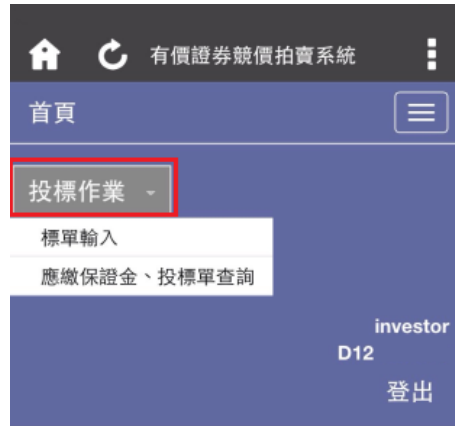 有價證券競價拍賣系統
首頁
投標作業
標單輸入
應繳保證金、投標單查詢
investor
D12
登出